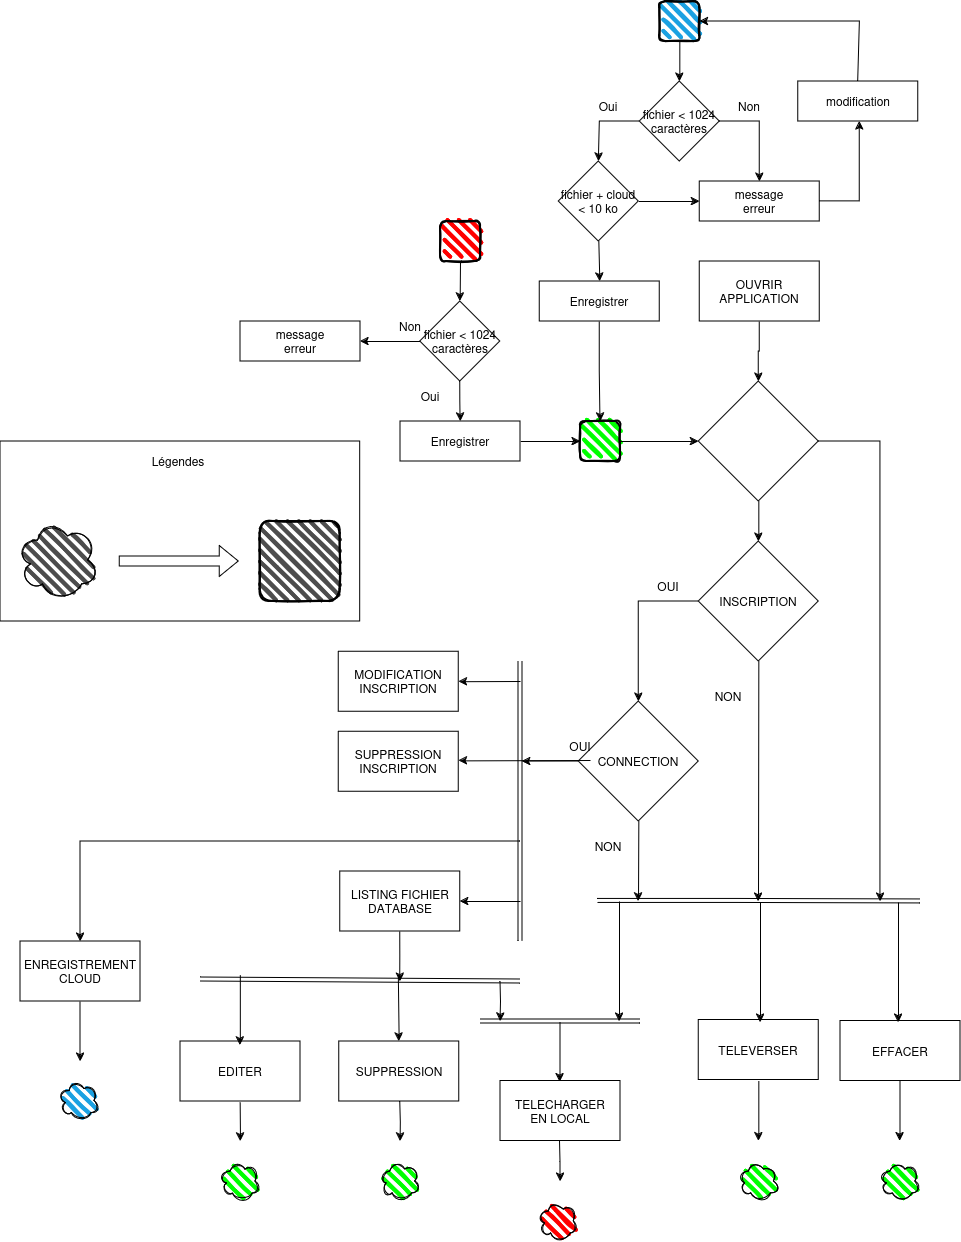 Oui
fichier < 1024
caractères
Non
modification
fichier + cloud
< 10 ko
message
erreur
Enregistrer
OUVRIR
APPLICATION
message
erreur
Non
fichier < 1024
caractères
Oui
Enregistrer
Légendes
OUI
INSCRIPTION
NON
MODIFICATION
INSCRIPTION
SUPPRESSION
INSCRIPTION
OUI
CONNECTION
NON
LISTING FICHIER
DATABASE
ENREGISTREMENT
CLOUD
EDITER
SUPPRESSION
TELECHARGER
EN LOCAL
TELEVERSER
EFFACER